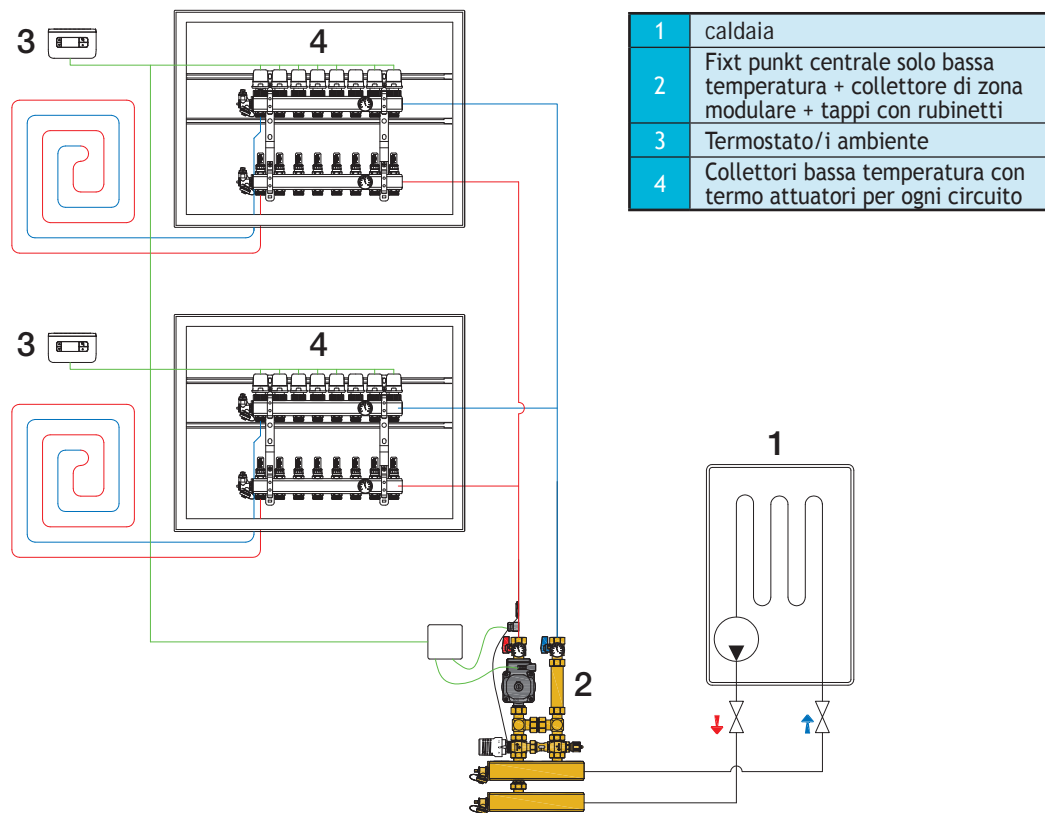 3
4
1 caldaia
2 Fixt punkt centrale solo bassa
temperatura + collettore di zona
modulare + tappi con rubinetti
3 Termostato/i ambiente
4 Collettori bassa temperatura con
termo attuatori per ogni circuito
3
4
1
2